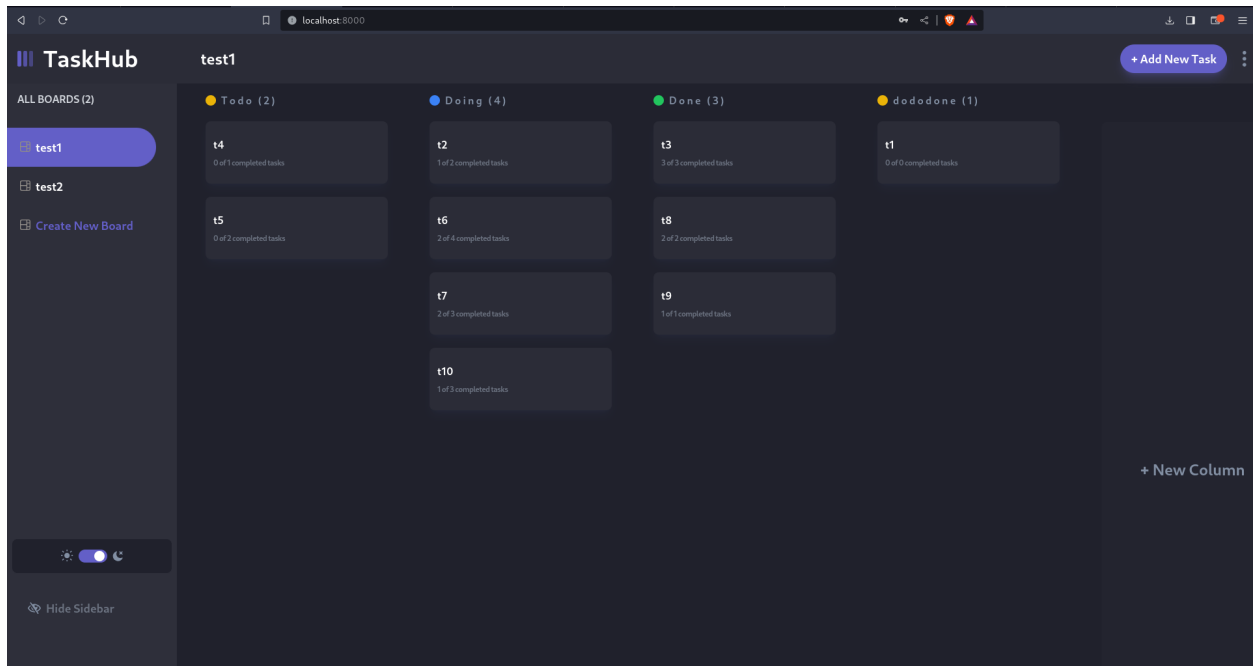 localhost:8000
TaskHub
test1
+ Add New Task
ALL BOARDS (2)
test1
test2
Create New Board
Hide Sidebar
Todo (2)
t4
0 of 1 completed tasks
t5
0 of 2 completed tasks
Doing (4)
t2
1 of 2 completed tasks
t6
2 of 4 completed tasks
t7
2 of 3 completed tasks
t10
1 of 3 completed tasks
Done (3)
t3
3 of 3 completed tasks
t8
2 of 2 completed tasks
t9
1 of 1 completed tasks
dododone (1)
t1
0 of 0 completed tasks
+ New Column